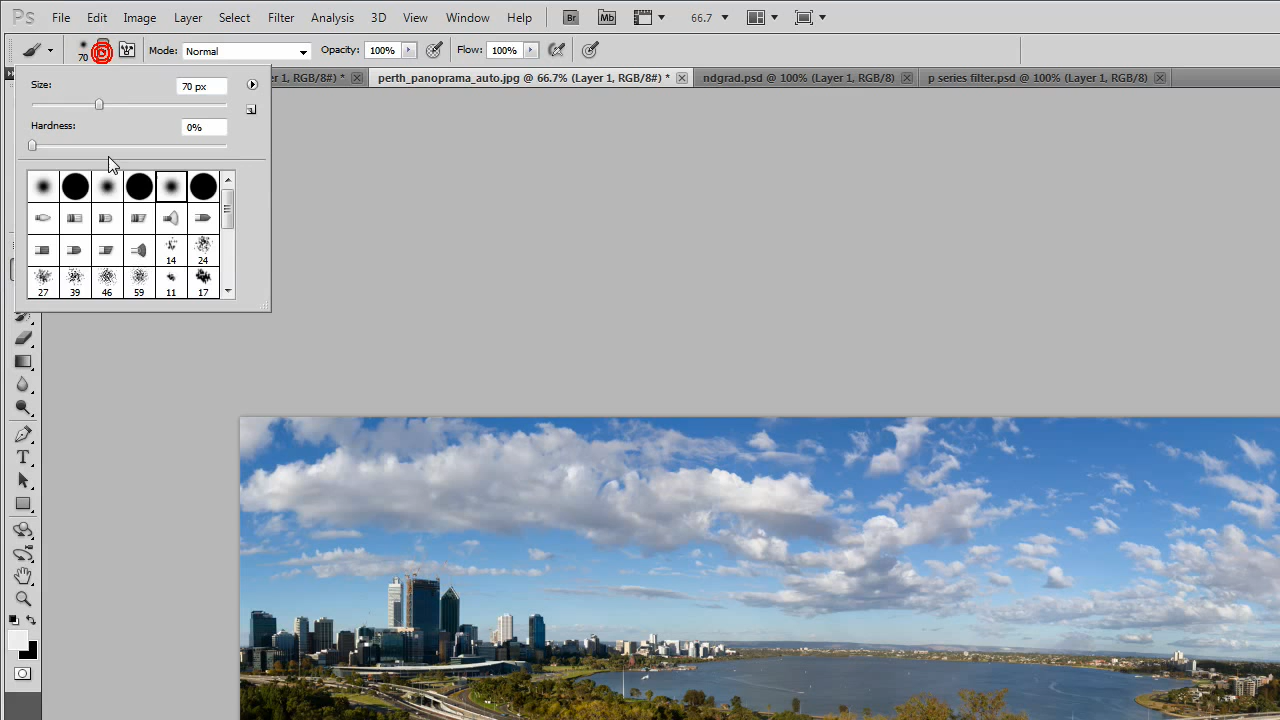 Ps File Edit Image Layer Select Filter Analysis 3D View Window Help Br Mb 66.7
70 Mode: Normal Opacity: 100% Flow: 100%
er 1, RGB/8#) * perth_panorama_auto.jpg @ 66.7% (Layer 1, RGB/8#) * ndgrad.psd @ 100% (Layer 1, RGB/8) p series filter.psd @ 100% (Layer 1, RGB/8)
Size: 70 px
Hardness: 0%
14 24
27 39 46 59 11 17
T